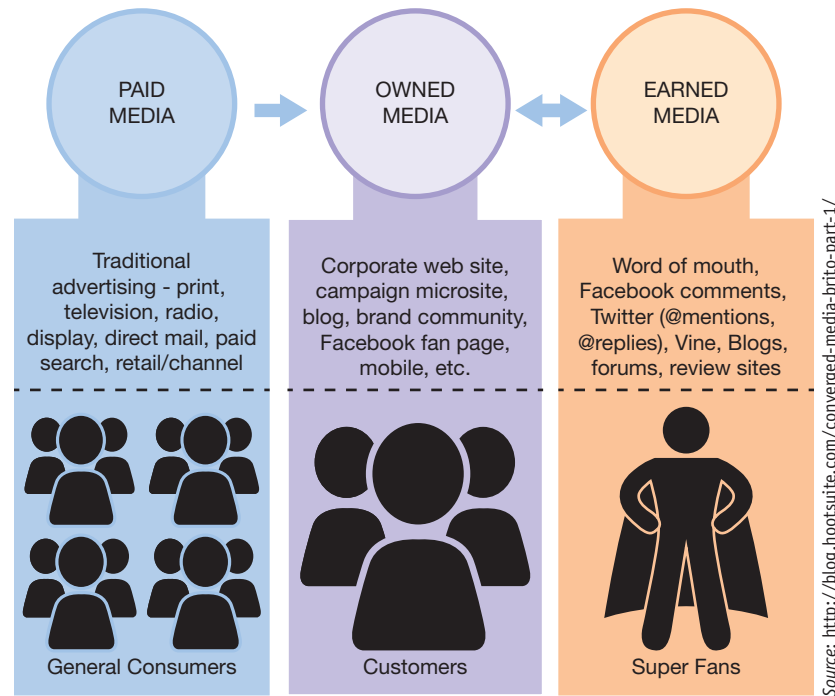 PAID
MEDIA
OWNED
MEDIA
EARNED
MEDIA
Traditional
advertising - print,
television, radio,
display, direct mail, paid
search, retail/channel
Corporate web site,
campaign microsite,
blog, brand community,
Facebook fan page,
mobile, etc.
Word of mouth,
Facebook comments,
Twitter (@mentions,
@replies), Vine, Blogs,
forums, review sites
General Consumers
Customers
Super Fans
Source: http://blog.hootsuite.com/converged-media-brito-part-1/